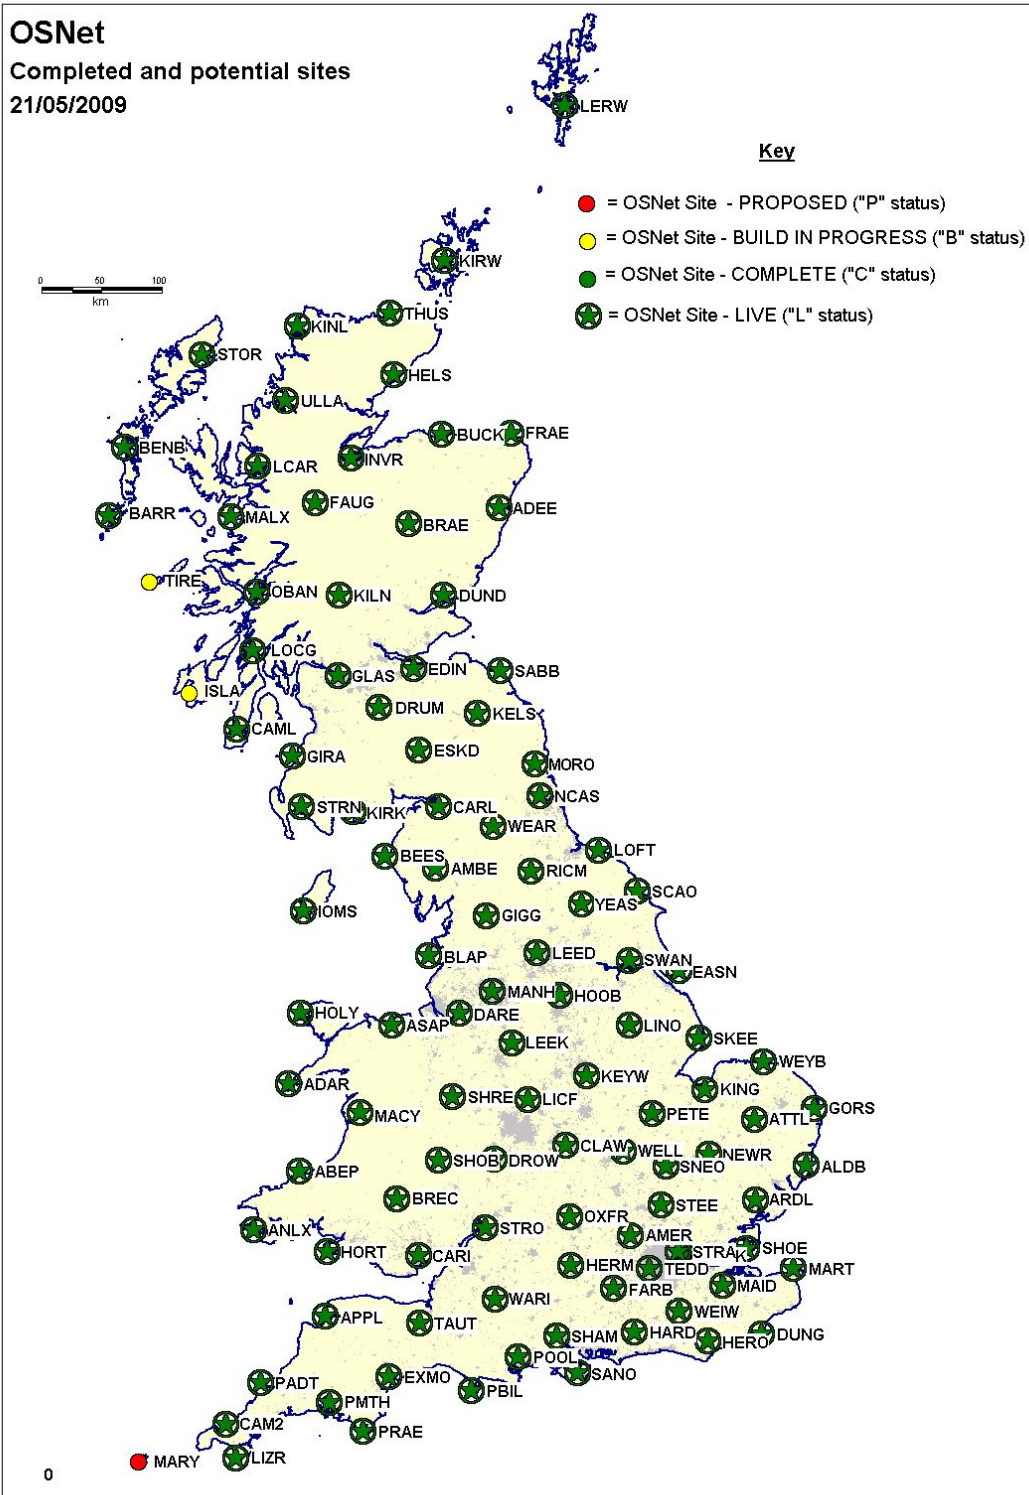 OSNet
Completed and potential sites
21/05/2009
LERW
Key
= OSNet Site - PROPOSED ("P" status)
= OSNet Site - BUILD IN PROGRESS ("B" status)
= OSNet Site - COMPLETE ("C" status)
= OSNet Site - LIVE ("L" status)
0 50 100
km
KIRW
THUS
KINL
STOR
HELS
ULLA
BUCK
FRAE
BENB
INVR
LCAR
FAUG
ADEE
BARR
MALX
BRAE
TIRE
OBAN
KILN
DUND
LOCG
EDIN
SABB
GLAS
ISLA
DRUM
KELS
CAML
ESKD
GIRA
MORO
NCAS
STRN
KIRK
CARL
WEAR
LOFT
BEES
AMBE
RICM
SCAO
YEAS
IOMS
GIGG
BLAP
LEED
SWAN
EASN
MANH
HOOB
HOLY
DARE
ASAP
LINO
SKEE
LEEK
WEYB
KEYW
ADAR
KING
SHRE
LICF
GORS
MACY
PETE
ATTL
CLAW
WELL
NEWR
SHOB
DROW
SNEO
ALDB
ABEP
BREC
STEE
ARDL
OXFR
STRO
ANLX
AMER
HORT
CARI
STRA
K
SHOE
HERM
TEDD
MART
FARB
MAID
WARI
WEIW
APPL
TAUT
SHAM
HARD
HERO
DUNG
POOL
SANO
EXMO
PADT
PBIL
PMTH
CAM2
PRAE
LIZR
MARY
0